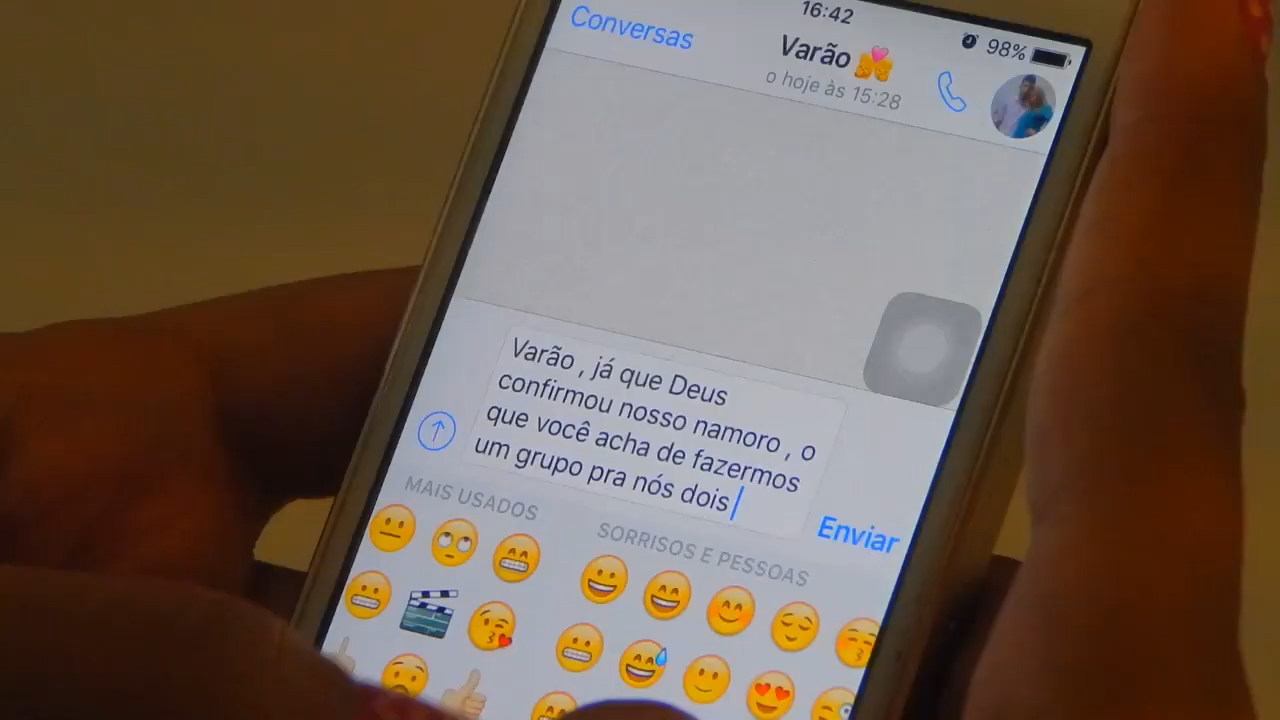 16:42
98%
Conversas
Varão
o hoje às 15:28
Varão , já que Deus
confirmou nosso namoro , o
que você acha de fazermos
um grupo pra nós dois
Enviar
MAIS USADOS
SORRISOS E PESSOAS